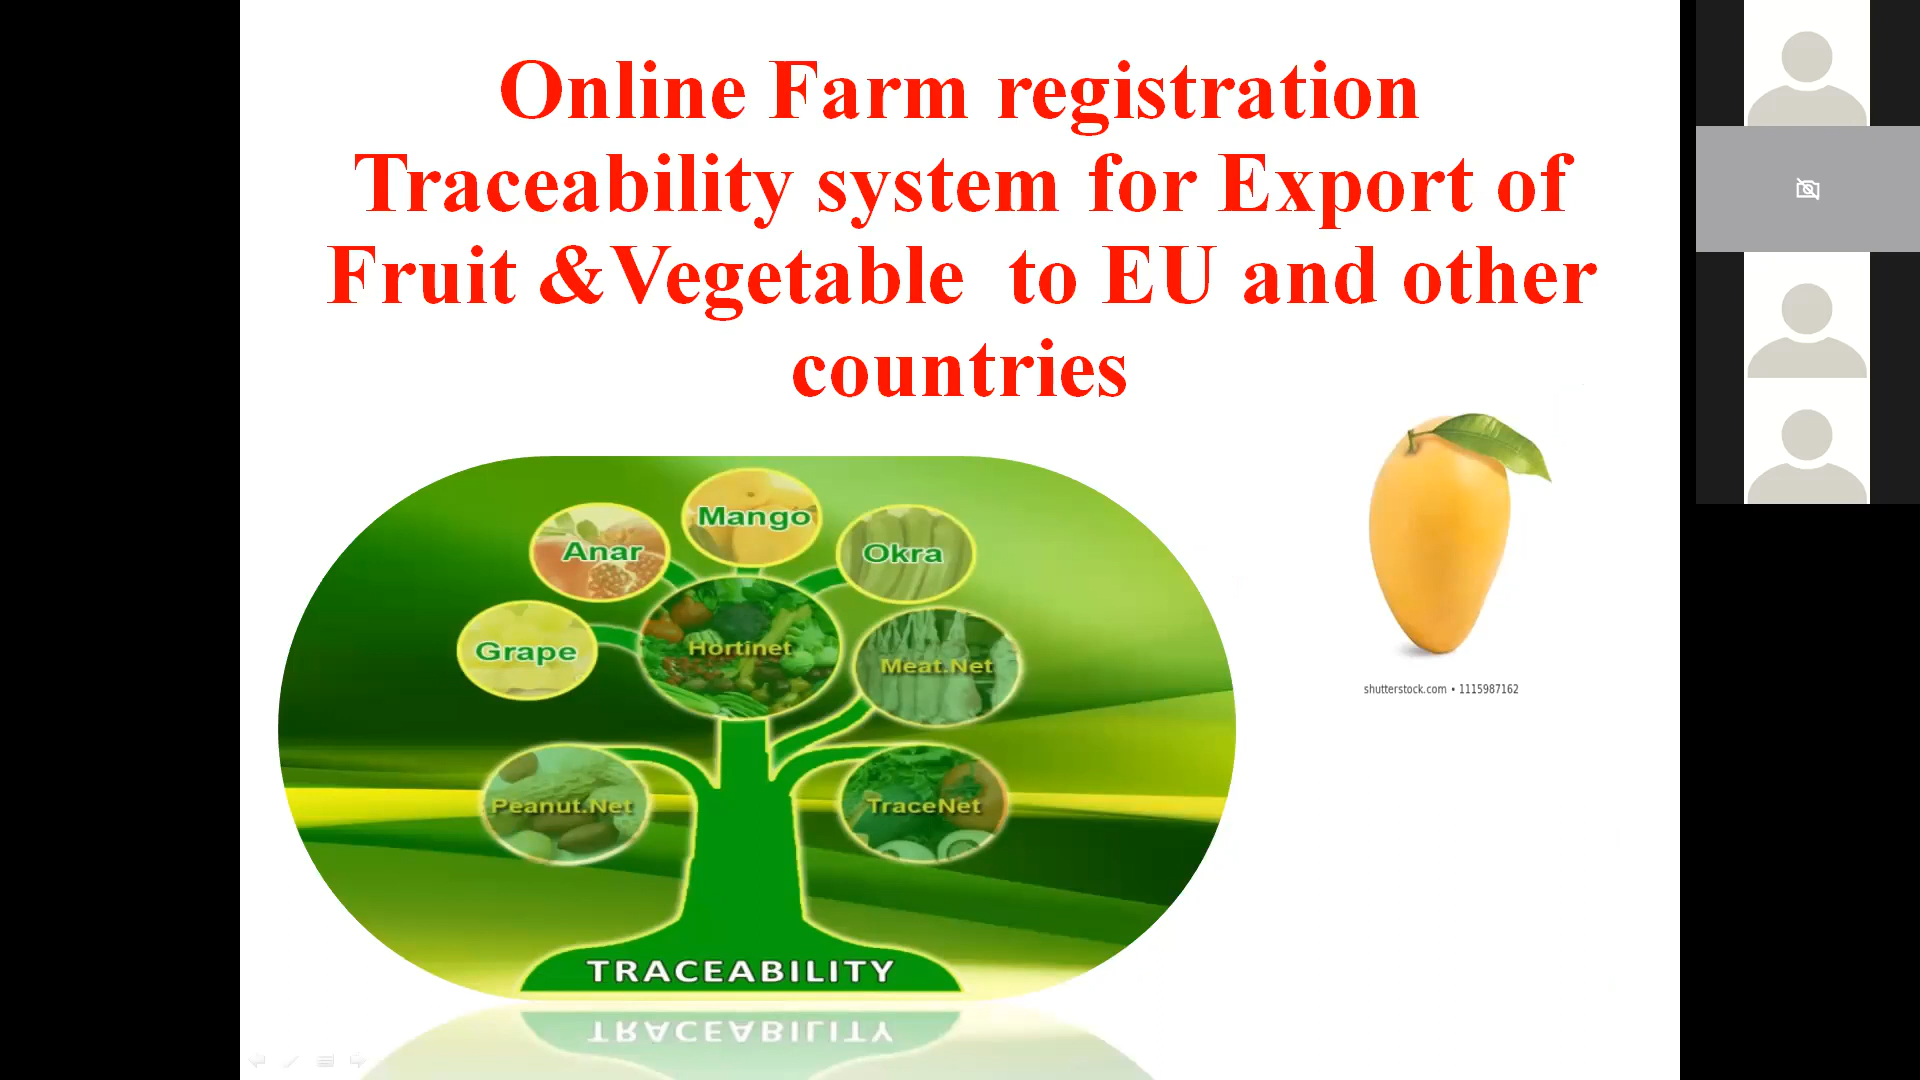 Online Farm registration
Traceability system for Export of
Fruit &Vegetable to EU and other
countries
Mango
Anar
Okra
Grape
Hortinet
Meat.Net
Peanut.Net
TraceNet
TRACEABILITY
shutterstock.com • 1115987162